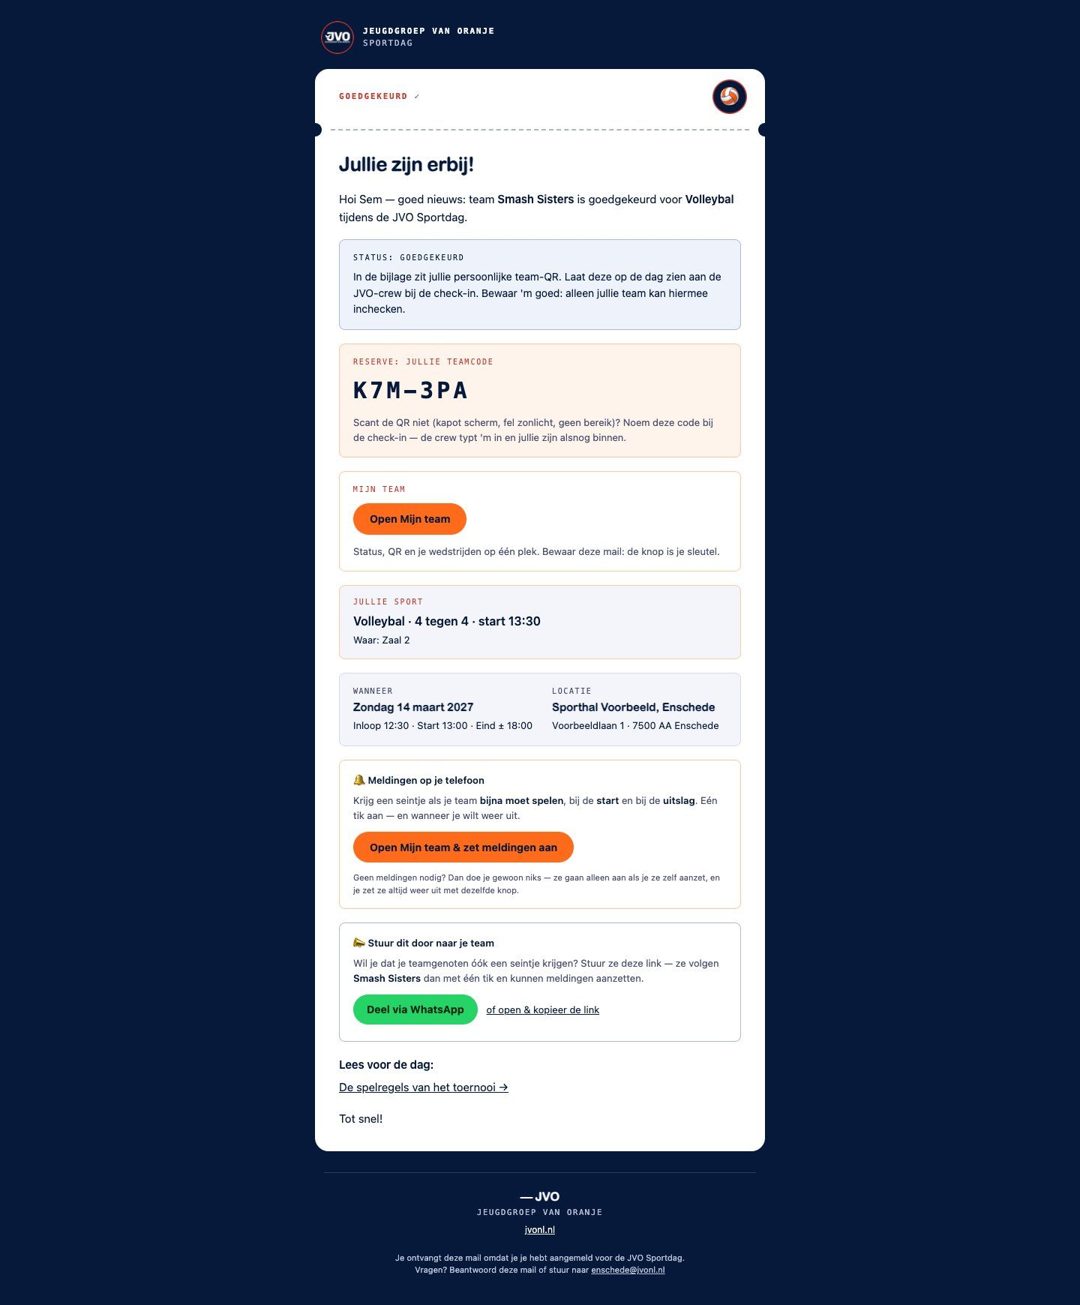 JVO
JEUGDGROEP VAN ORANJE
SPORTDAG
GOEDGEKEURD ✓
Jullie zijn erbij!
Hoi Sem — goed nieuws: team Smash Sisters is goedgekeurd voor Volleybal
tijdens de JVO Sportdag.
STATUS: GOEDGEKEURD
In de bijlage zit jullie persoonlijke team-QR. Laat deze op de dag zien aan de
JVO-crew bij de check-in. Bewaar 'm goed: alleen jullie team kan hiermee
inchecken.
RESERVE: JULLIE TEAMCODE
K7M-3PA
Scant de QR niet (kapot scherm, fel zonlicht, geen bereik)? Noem deze code bij
de check-in — de crew typt 'm in en jullie zijn alsnog binnen.
MIJN TEAM
Open Mijn team
Status, QR en je wedstrijden op één plek. Bewaar deze mail: de knop is je sleutel.
JULLIE SPORT
Volleybal · 4 tegen 4 · start 13:30
Waar: Zaal 2
WANNEER
Zondag 14 maart 2027
Inloop 12:30 · Start 13:00 · Eind ± 18:00
LOCATIE
Sporthal Voorbeeld, Enschede
Voorbeeldlaan 1 · 7500 AA Enschede
Meldingen op je telefoon
Krijg een seintje als je team bijna moet spelen, bij de start en bij de uitslag. Eén
tik aan — en wanneer je wilt weer uit.
Open Mijn team & zet meldingen aan
Geen meldingen nodig? Dan doe je gewoon niks — ze gaan alleen aan als je ze zelf aanzet, en
je zet ze altijd weer uit met dezelfde knop.
Stuur dit door naar je team
Wil je dat je teamgenoten óók een seintje krijgen? Stuur ze deze link — ze volgen
Smash Sisters dan met één tik en kunnen meldingen aanzetten.
Deel via WhatsApp
of open & kopieer de link
Lees voor de dag:
De spelregels van het toernooi →
Tot snel!
— JVO
JEUGDGROEP VAN ORANJE
jvonl.nl
Je ontvangt deze mail omdat je je hebt aangemeld voor de JVO Sportdag.
Vragen? Beantwoord deze mail of stuur naar enschede@jvonl.nl